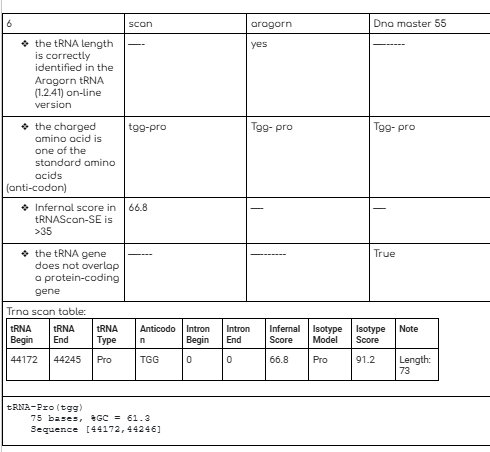 6 scan aragorn Dna master 55
❖ the tRNA length
is correctly
identified in the
Aragorn tRNA
(1.2.41) on-line
version
----- yes --------
❖ the charged
amino acid is
one of the
standard amino
acids
(anti-codon)
tgg-pro Tgg- pro Tgg- pro
❖ Infernal score in
tRNAScan-SE is
>35
66.8 ---- ----
❖ the tRNA gene
does not overlap
a protein-coding
gene
------- --------- True
Trna scan table:
tRNA Begin tRNA End tRNA Type Anticodon Intron Begin Intron End Infernal Score Isotype Model Isotype Score Note
44172 44245 Pro TGG 0 0 66.8 Pro 91.2 Length: 73
tRNA-Pro(tgg)
75 bases, %GC = 61.3
Sequence [44172,44246]